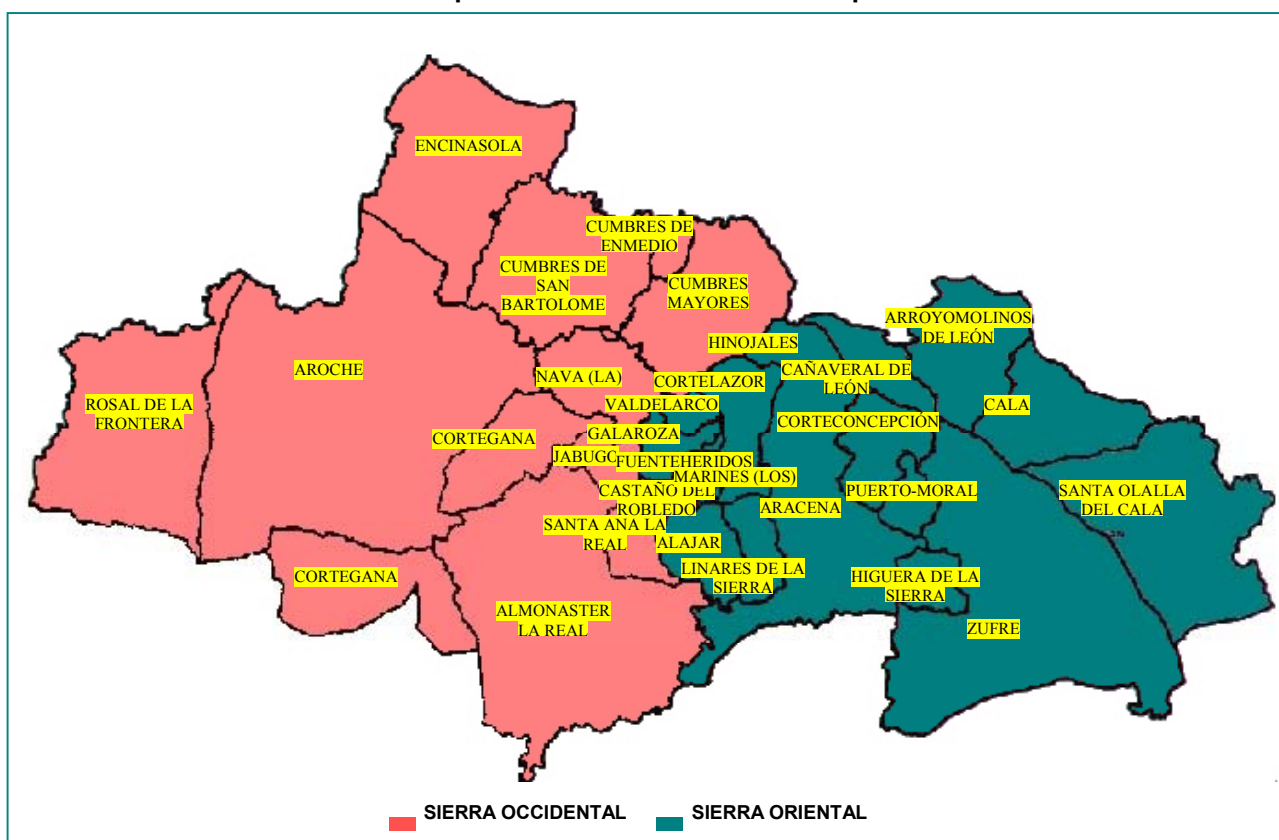 ENCINASOLA
CUMBRES DE
ENMEDIO
CUMBRES DE
SAN
BARTOLOME
CUMBRES
MAYORES
ARROYOMOLINOS
DE LEÓN
HINOJALES
AROCHE
NAVA (LA)
CORTELAZOR
CAÑAVERAL DE
LEÓN
CALA
ROSAL DE LA
FRONTERA
VALDELARCO
CORTECONCEPCIÓN
CORTEGANA
GALAROZA
JABUGO
FUENTEHERIDOS
MARINES (LOS)
CASTAÑO DEL
ROBLEDO
PUERTO-MORAL
SANTA OLALLA
DEL CALA
ARACENA
SANTA ANA LA
REAL
ALAJAR
LINARES DE LA
SIERRA
HIGUERA DE LA
SIERRA
CORTEGANA
ALMONASTER
LA REAL
ZUFRE
SIERRA OCCIDENTAL
SIERRA ORIENTAL